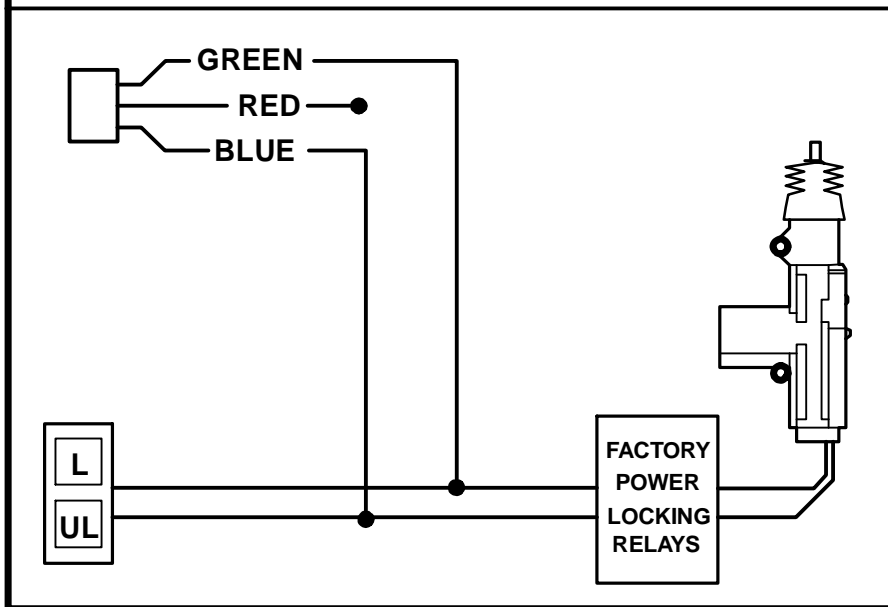 GREEN
RED
BLUE
L
UL
FACTORY
POWER
LOCKING
RELAYS